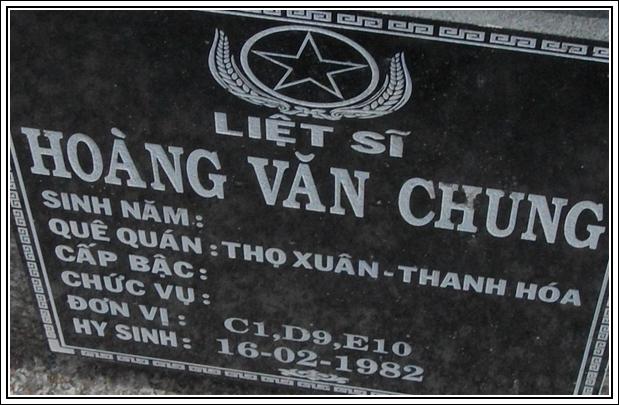 LIỆT SĨ
HOÀNG VĂN CHUNG
SINH NĂM :
QUÊ QUÁN : THỌ XUÂN - THANH HÓA
CẤP BẬC :
CHỨC VỤ :
ĐƠN VỊ : C1,D9,E10
HY SINH : 16-02-1982